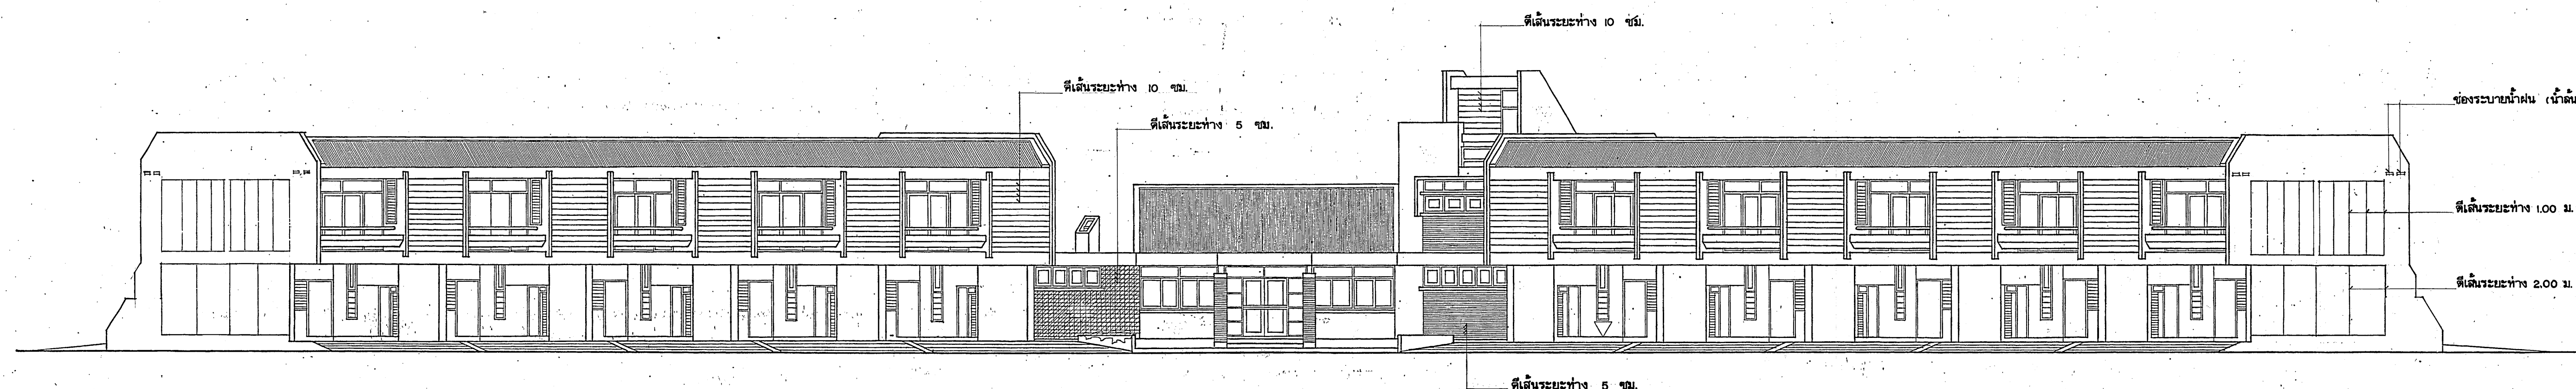 ตีเส้นระยะห่าง 10 ซม.
ตีเส้นระยะห่าง 10 ซม.
ช่องระบายน้ำฝน (น้ำล้น
ตีเส้นระยะห่าง 5 ซม.
ตีเส้นระยะห่าง 1.00 ม.
ตีเส้นระยะห่าง 2.00 ม.
ตีเส้นระยะห่าง 5 ซม.